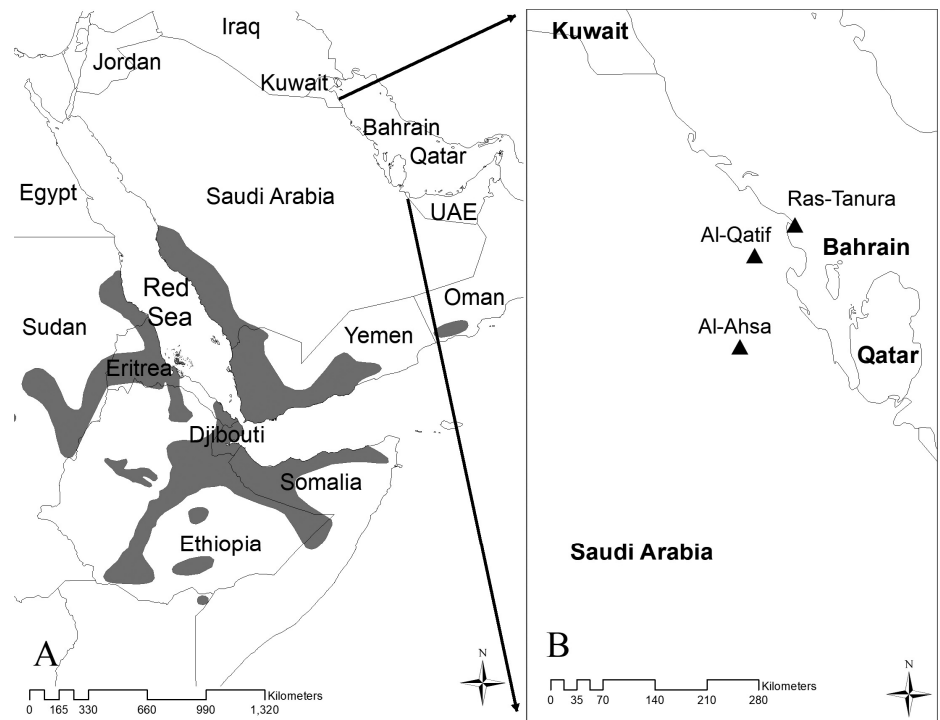 Iraq
Jordan
Kuwait
Bahrain
Qatar
Egypt
Saudi Arabia
UAE
Red
Sea
Oman
Sudan
Yemen
Eritrea
Djibouti
Somalia
Ethiopia
A
N
Kilometers
0 165 330 660 990 1,320
Kuwait
Ras-Tanura
Al-Qatif
Bahrain
Al-Ahsa
Qatar
Saudi Arabia
B
N
Kilometers
0 35 70 140 210 280